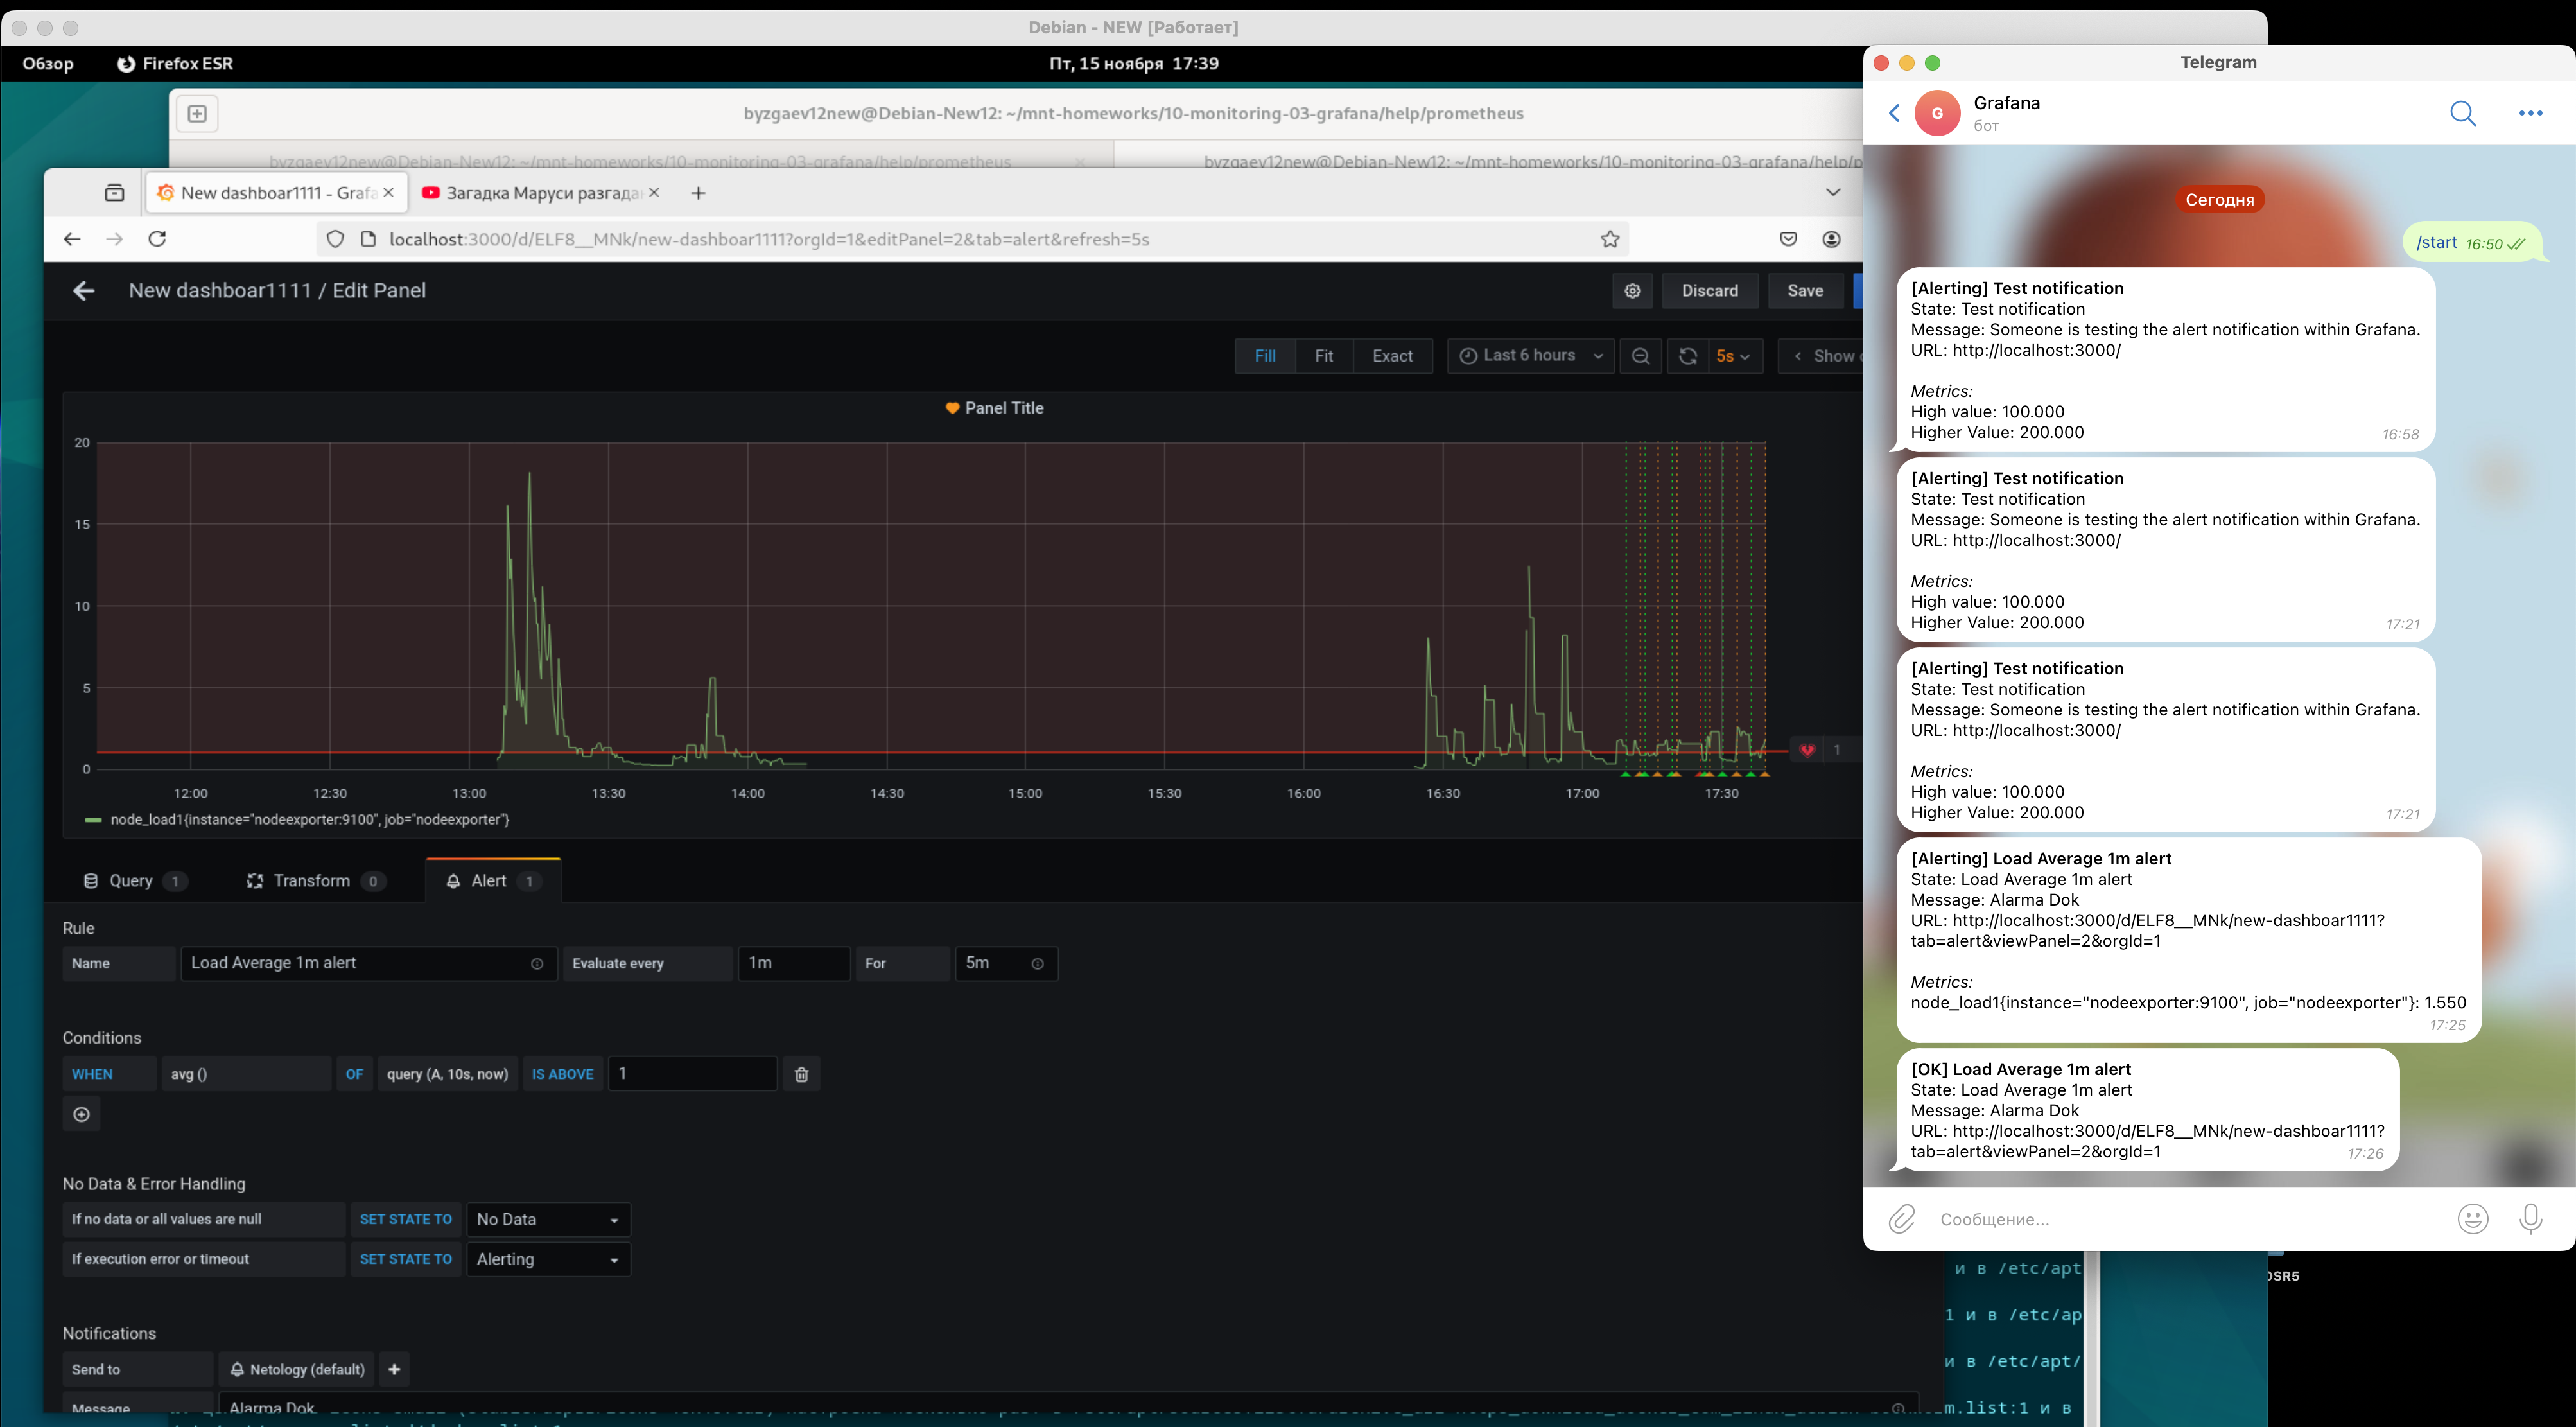 Debian - NEW [Работает]
Обзор
Firefox ESR
Пт, 15 ноября 17:39
byzgaev12new@Debian-New12: ~/mnt-homeworks/10-monitoring-03-grafana/help/prometheus
byzgaev12new@Debian-New12: ~/mnt-homeworks/10-monitoring-03-grafana/help/prometheus
byzgaev12new@Debian-New12: ~/mnt-homeworks/10-monitoring-03-grafana/help/p
New dashboar1111 - Grafa
Загадка Маруси разгада
localhost:3000/d/ELF8__MNk/new-dashboar1111?orgId=1&editPanel=2&tab=alert&refresh=5s
New dashboar1111 / Edit Panel
Discard
Save
Fill
Fit
Exact
Last 6 hours
5s
Show
Panel Title
20
15
10
5
0
1
12:00
12:30
13:00
13:30
14:00
14:30
15:00
15:30
16:00
16:30
17:00
17:30
node_load1{instance="nodeexporter:9100", job="nodeexporter"}
Query 1
Transform 0
Alert 1
Rule
Name
Load Average 1m alert
Evaluate every
1m
For
5m
Conditions
WHEN
avg ()
OF
query (A, 10s, now)
IS ABOVE
1
No Data & Error Handling
If no data or all values are null
SET STATE TO
No Data
If execution error or timeout
SET STATE TO
Alerting
Notifications
Send to
Netology (default)
Message
Alarma Dok
Telegram
G
Grafana
бот
Сегодня
/start 16:50
[Alerting] Test notification
State: Test notification
Message: Someone is testing the alert notification within Grafana.
URL: http://localhost:3000/
Metrics:
High value: 100.000
Higher Value: 200.000
16:58
[Alerting] Test notification
State: Test notification
Message: Someone is testing the alert notification within Grafana.
URL: http://localhost:3000/
Metrics:
High value: 100.000
Higher Value: 200.000
17:21
[Alerting] Test notification
State: Test notification
Message: Someone is testing the alert notification within Grafana.
URL: http://localhost:3000/
Metrics:
High value: 100.000
Higher Value: 200.000
17:21
[Alerting] Load Average 1m alert
State: Load Average 1m alert
Message: Alarma Dok
URL: http://localhost:3000/d/ELF8__MNk/new-dashboar1111?
tab=alert&viewPanel=2&orgId=1
Metrics:
node_load1{instance="nodeexporter:9100", job="nodeexporter"}: 1.550
17:25
[OK] Load Average 1m alert
State: Load Average 1m alert
Message: Alarma Dok
URL: http://localhost:3000/d/ELF8__MNk/new-dashboar1111?
tab=alert&viewPanel=2&orgId=1
17:26
Сообщение...
и в /etc/apt
1 и в /etc/ap
и в /etc/apt/
m.list:1 и в
DSR5